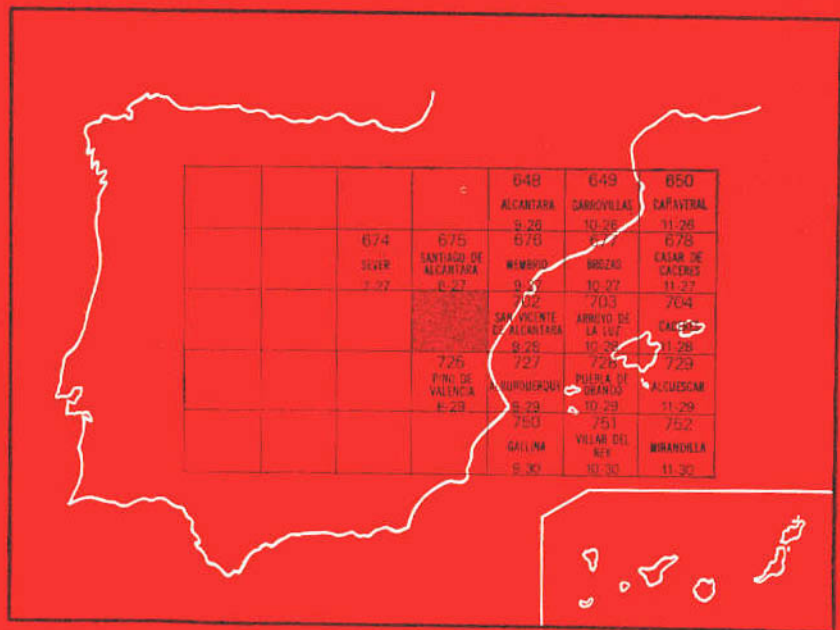 648 649 650
ALCANTARA GARROVILLAS CAÑAVERAL
9-26 10-26 11-26
674 675 676 677 678
SEVER SANTIAGO DE ALCANTARA MEMBRIO BROZAS CASAR DE CACERES
7-27 8-27 9-27 10-27 11-27
702 703 704
SAN VICENTE DE ALCANTARA ARROYO DE LA LUZ CACERES
9-28 10-28 11-28
726 727 728 729
PINO DE VALENCIA ALBURQUERQUE PUEBLA DE OBANDO ALCUESCAR
8-29 9-29 10-29 11-29
750 751 752
GALLINA VILLAR DEL REY MIRANDILLA
9-30 10-30 11-30